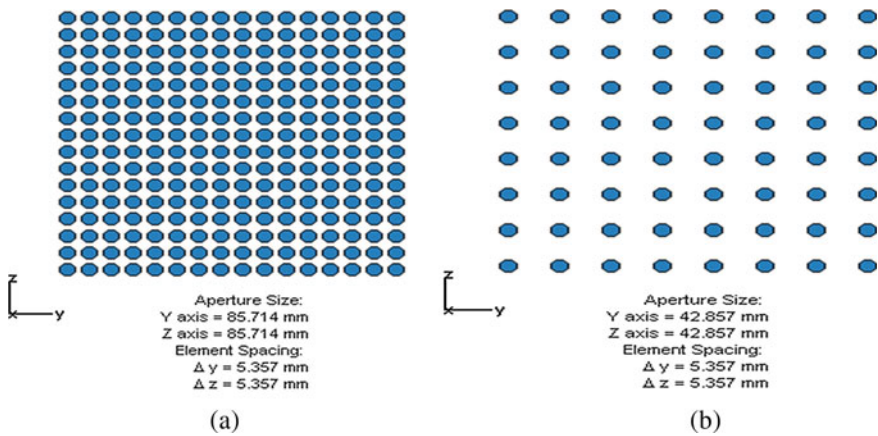 z
x y
Aperture Size:
Y axis = 85.714 mm
Z axis = 85.714 mm
Element Spacing:
Δ y = 5.357 mm
Δ z = 5.357 mm
(a)
z
x y
Aperture Size:
Y axis = 42.857 mm
Z axis = 42.857 mm
Element Spacing:
Δ y = 5.357 mm
Δ z = 5.357 mm
(b)